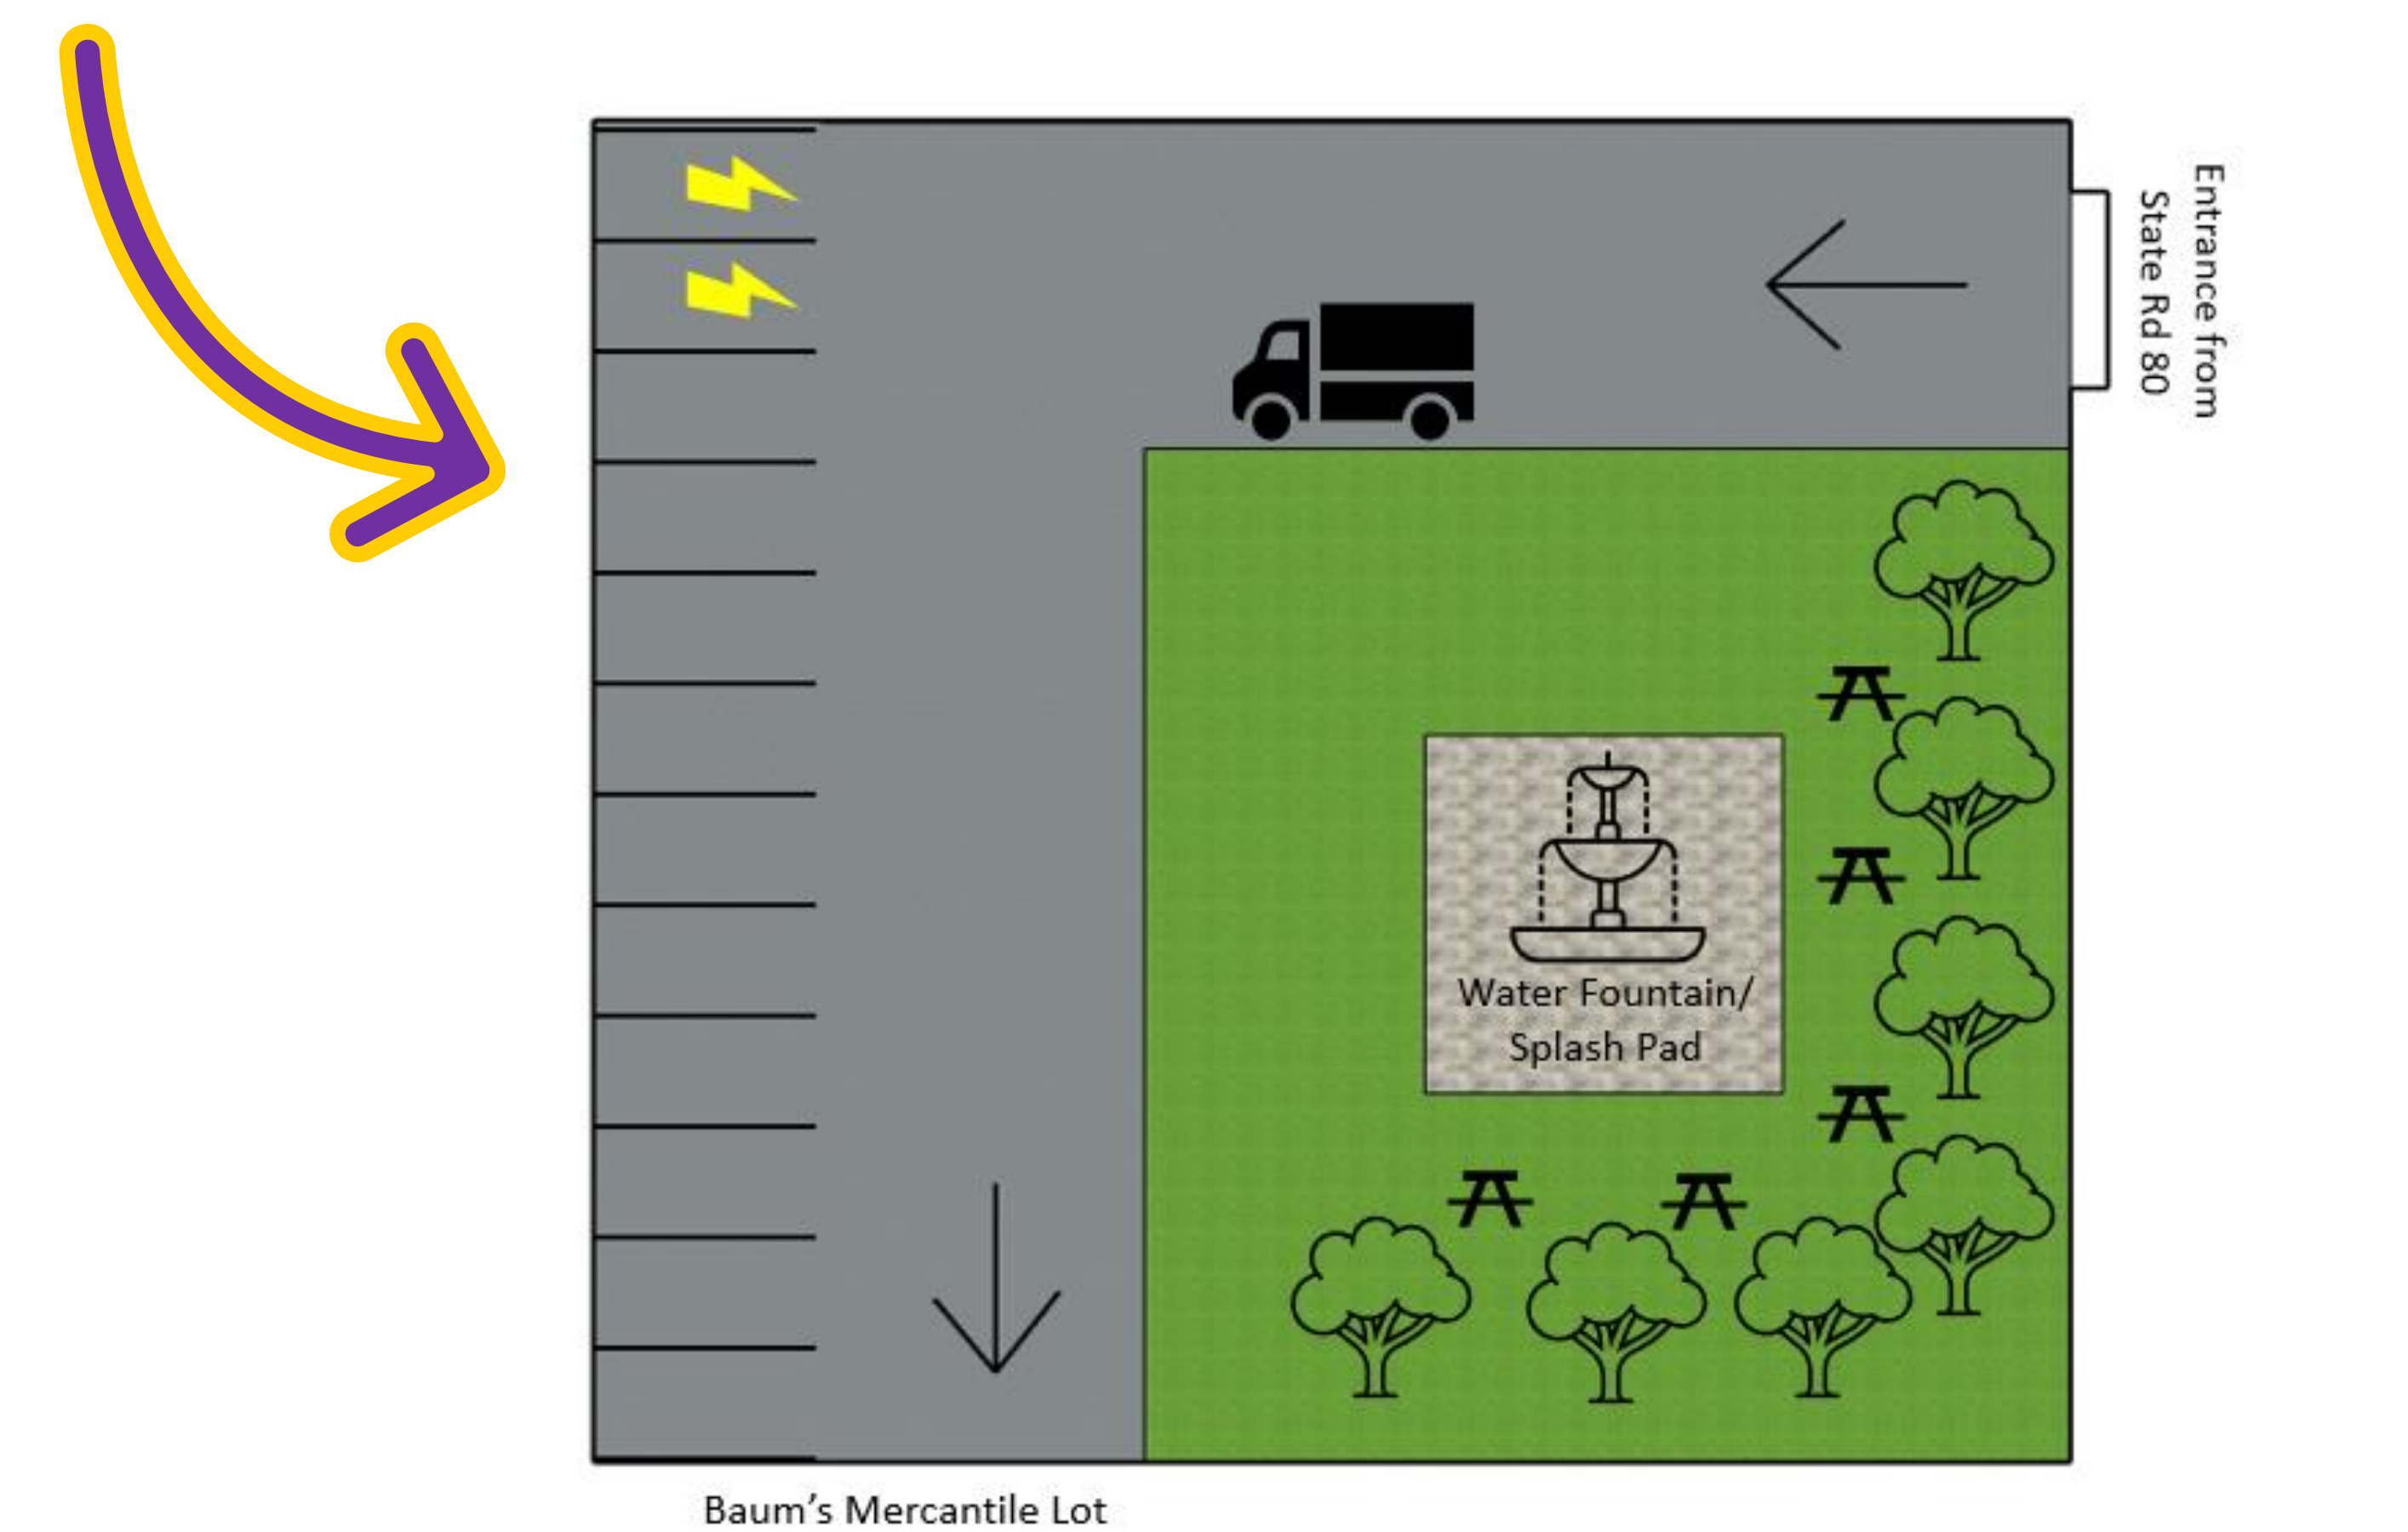 Entrance from
State Rd 80
Water Fountain/
Splash Pad
Baum’s Mercantile Lot